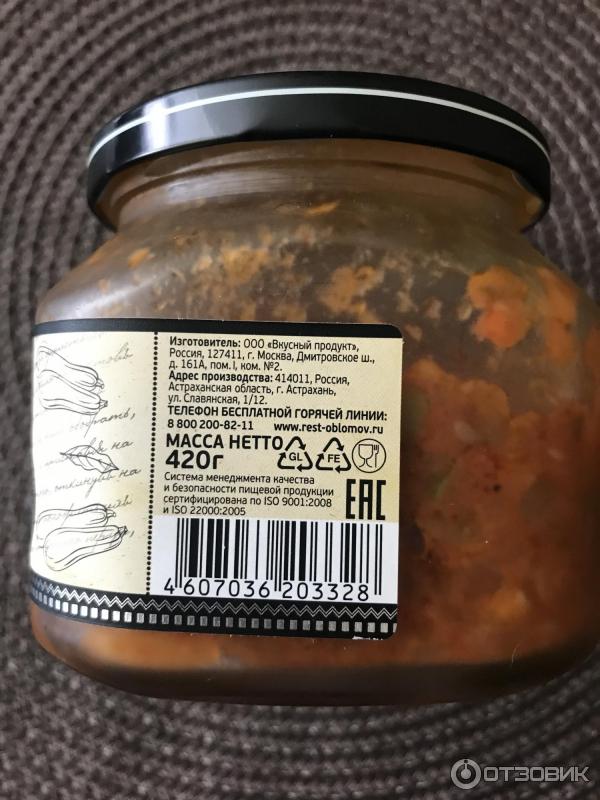 Изготовитель: ООО «Вкусный продукт»,
Россия, 127411, г. Москва, Дмитровское ш.,
д. 161А, пом. I, ком. №2.
Адрес производства: 414011, Россия,
Астраханская область, г. Астрахань,
ул. Славянская, 1/12.
ТЕЛЕФОН БЕСПЛАТНОЙ ГОРЯЧЕЙ ЛИНИИ:
8 800 200-82-11 www.rest-oblomov.ru
МАССА НЕТТО
420г
GL FE
Система менеджмента качества
и безопасности пищевой продукции
сертифицирована по ISO 9001:2008
и ISO 22000:2005
EAC
4 607036 203328
ОТЗОВИК